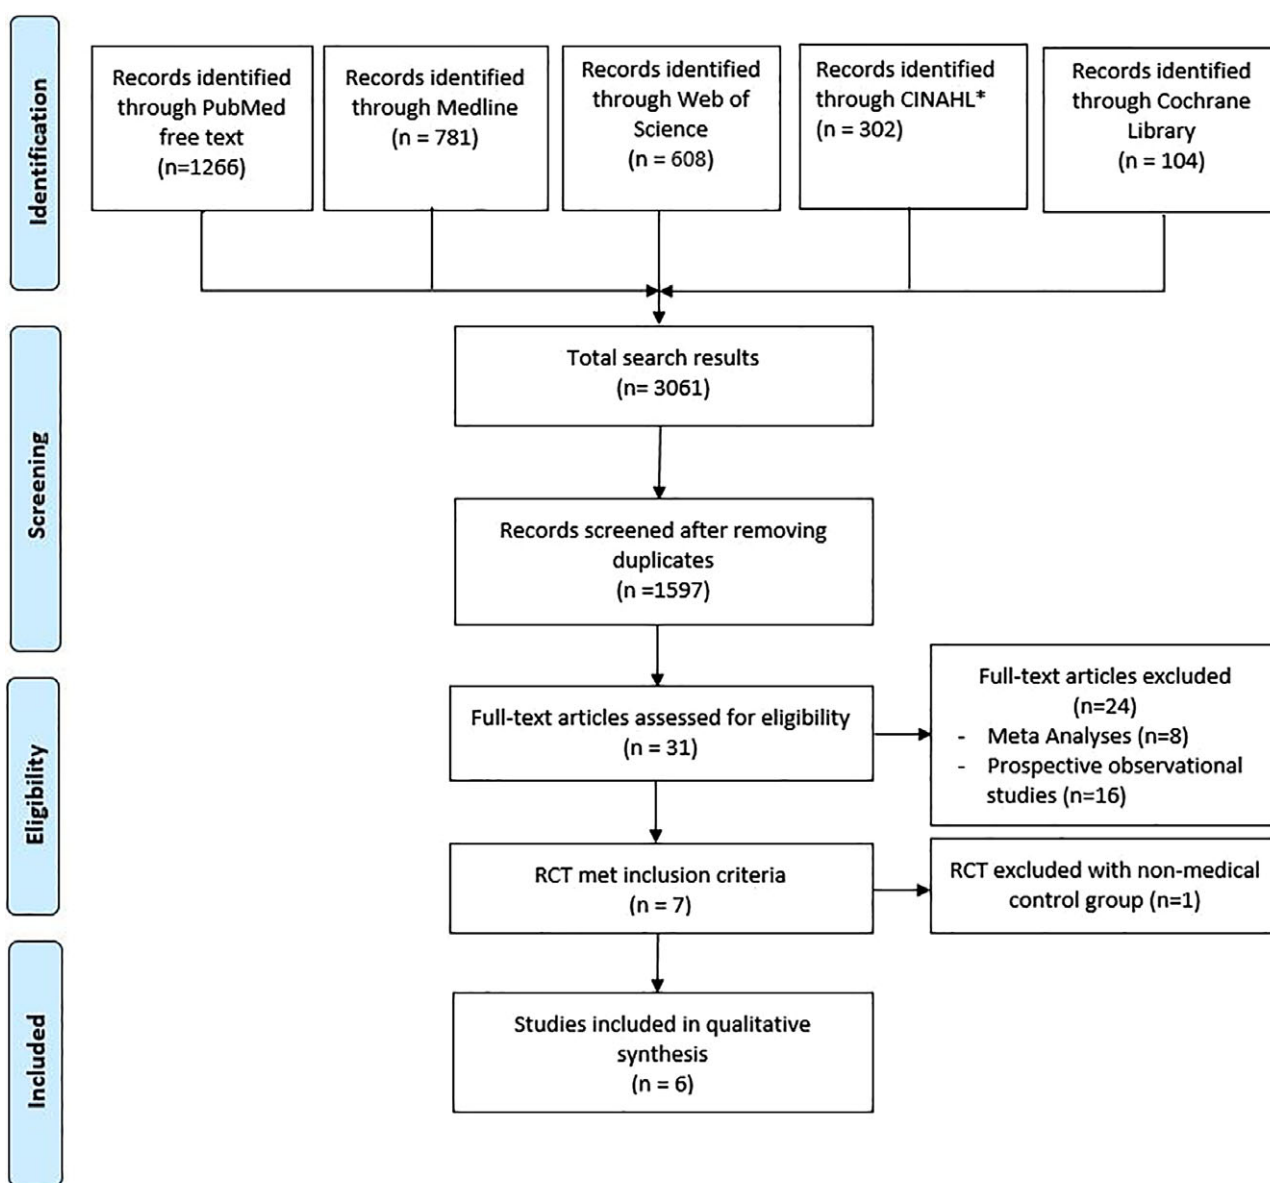 Identification
Records identified
through PubMed
free text
(n=1266)
Records identified
through Medline
(n = 781)
Records identified
through Web of
Science
(n = 608)
Records identified
through CINAHL*
(n = 302)
Records identified
through Cochrane
Library
(n = 104)
Screening
Total search results
(n= 3061)
Records screened after removing
duplicates
(n =1597)
Eligibility
Full-text articles assessed for eligibility
(n = 31)
Full-text articles excluded
(n=24)
- Meta Analyses (n=8)
- Prospective observational
studies (n=16)
RCT met inclusion criteria
(n = 7)
RCT excluded with non-medical
control group (n=1)
Included
Studies included in qualitative
synthesis
(n = 6)